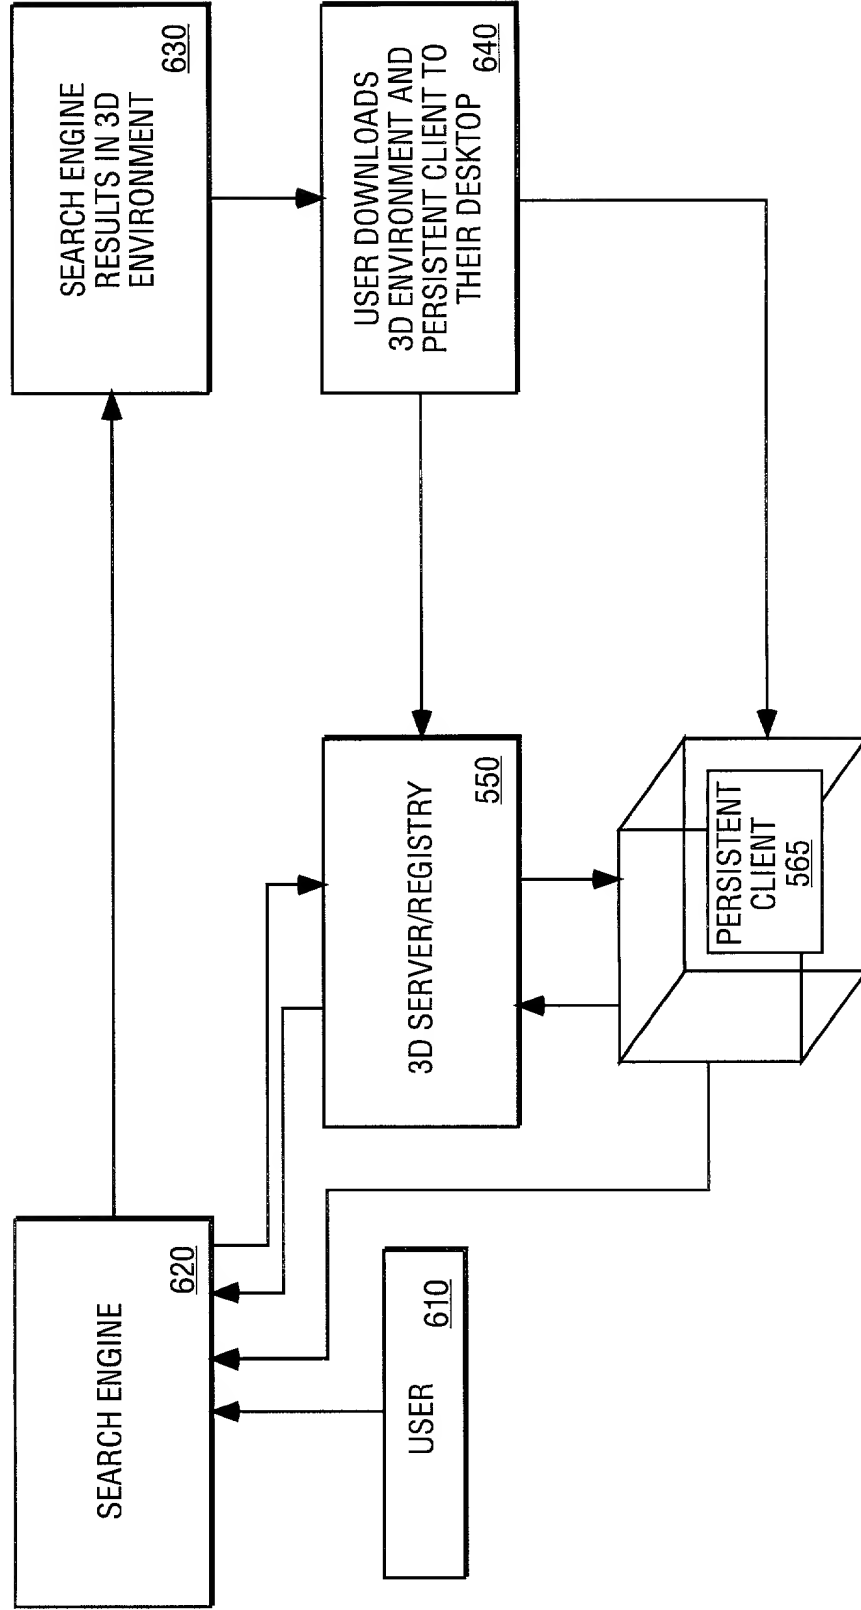 SEARCH ENGINE
620
SEARCH ENGINE
RESULTS IN 3D
ENVIRONMENT
630
USER
610
3D SERVER/REGISTRY
550
USER DOWNLOADS
3D ENVIRONMENT AND
PERSISTENT CLIENT TO
THEIR DESKTOP
640
PERSISTENT
CLIENT
565